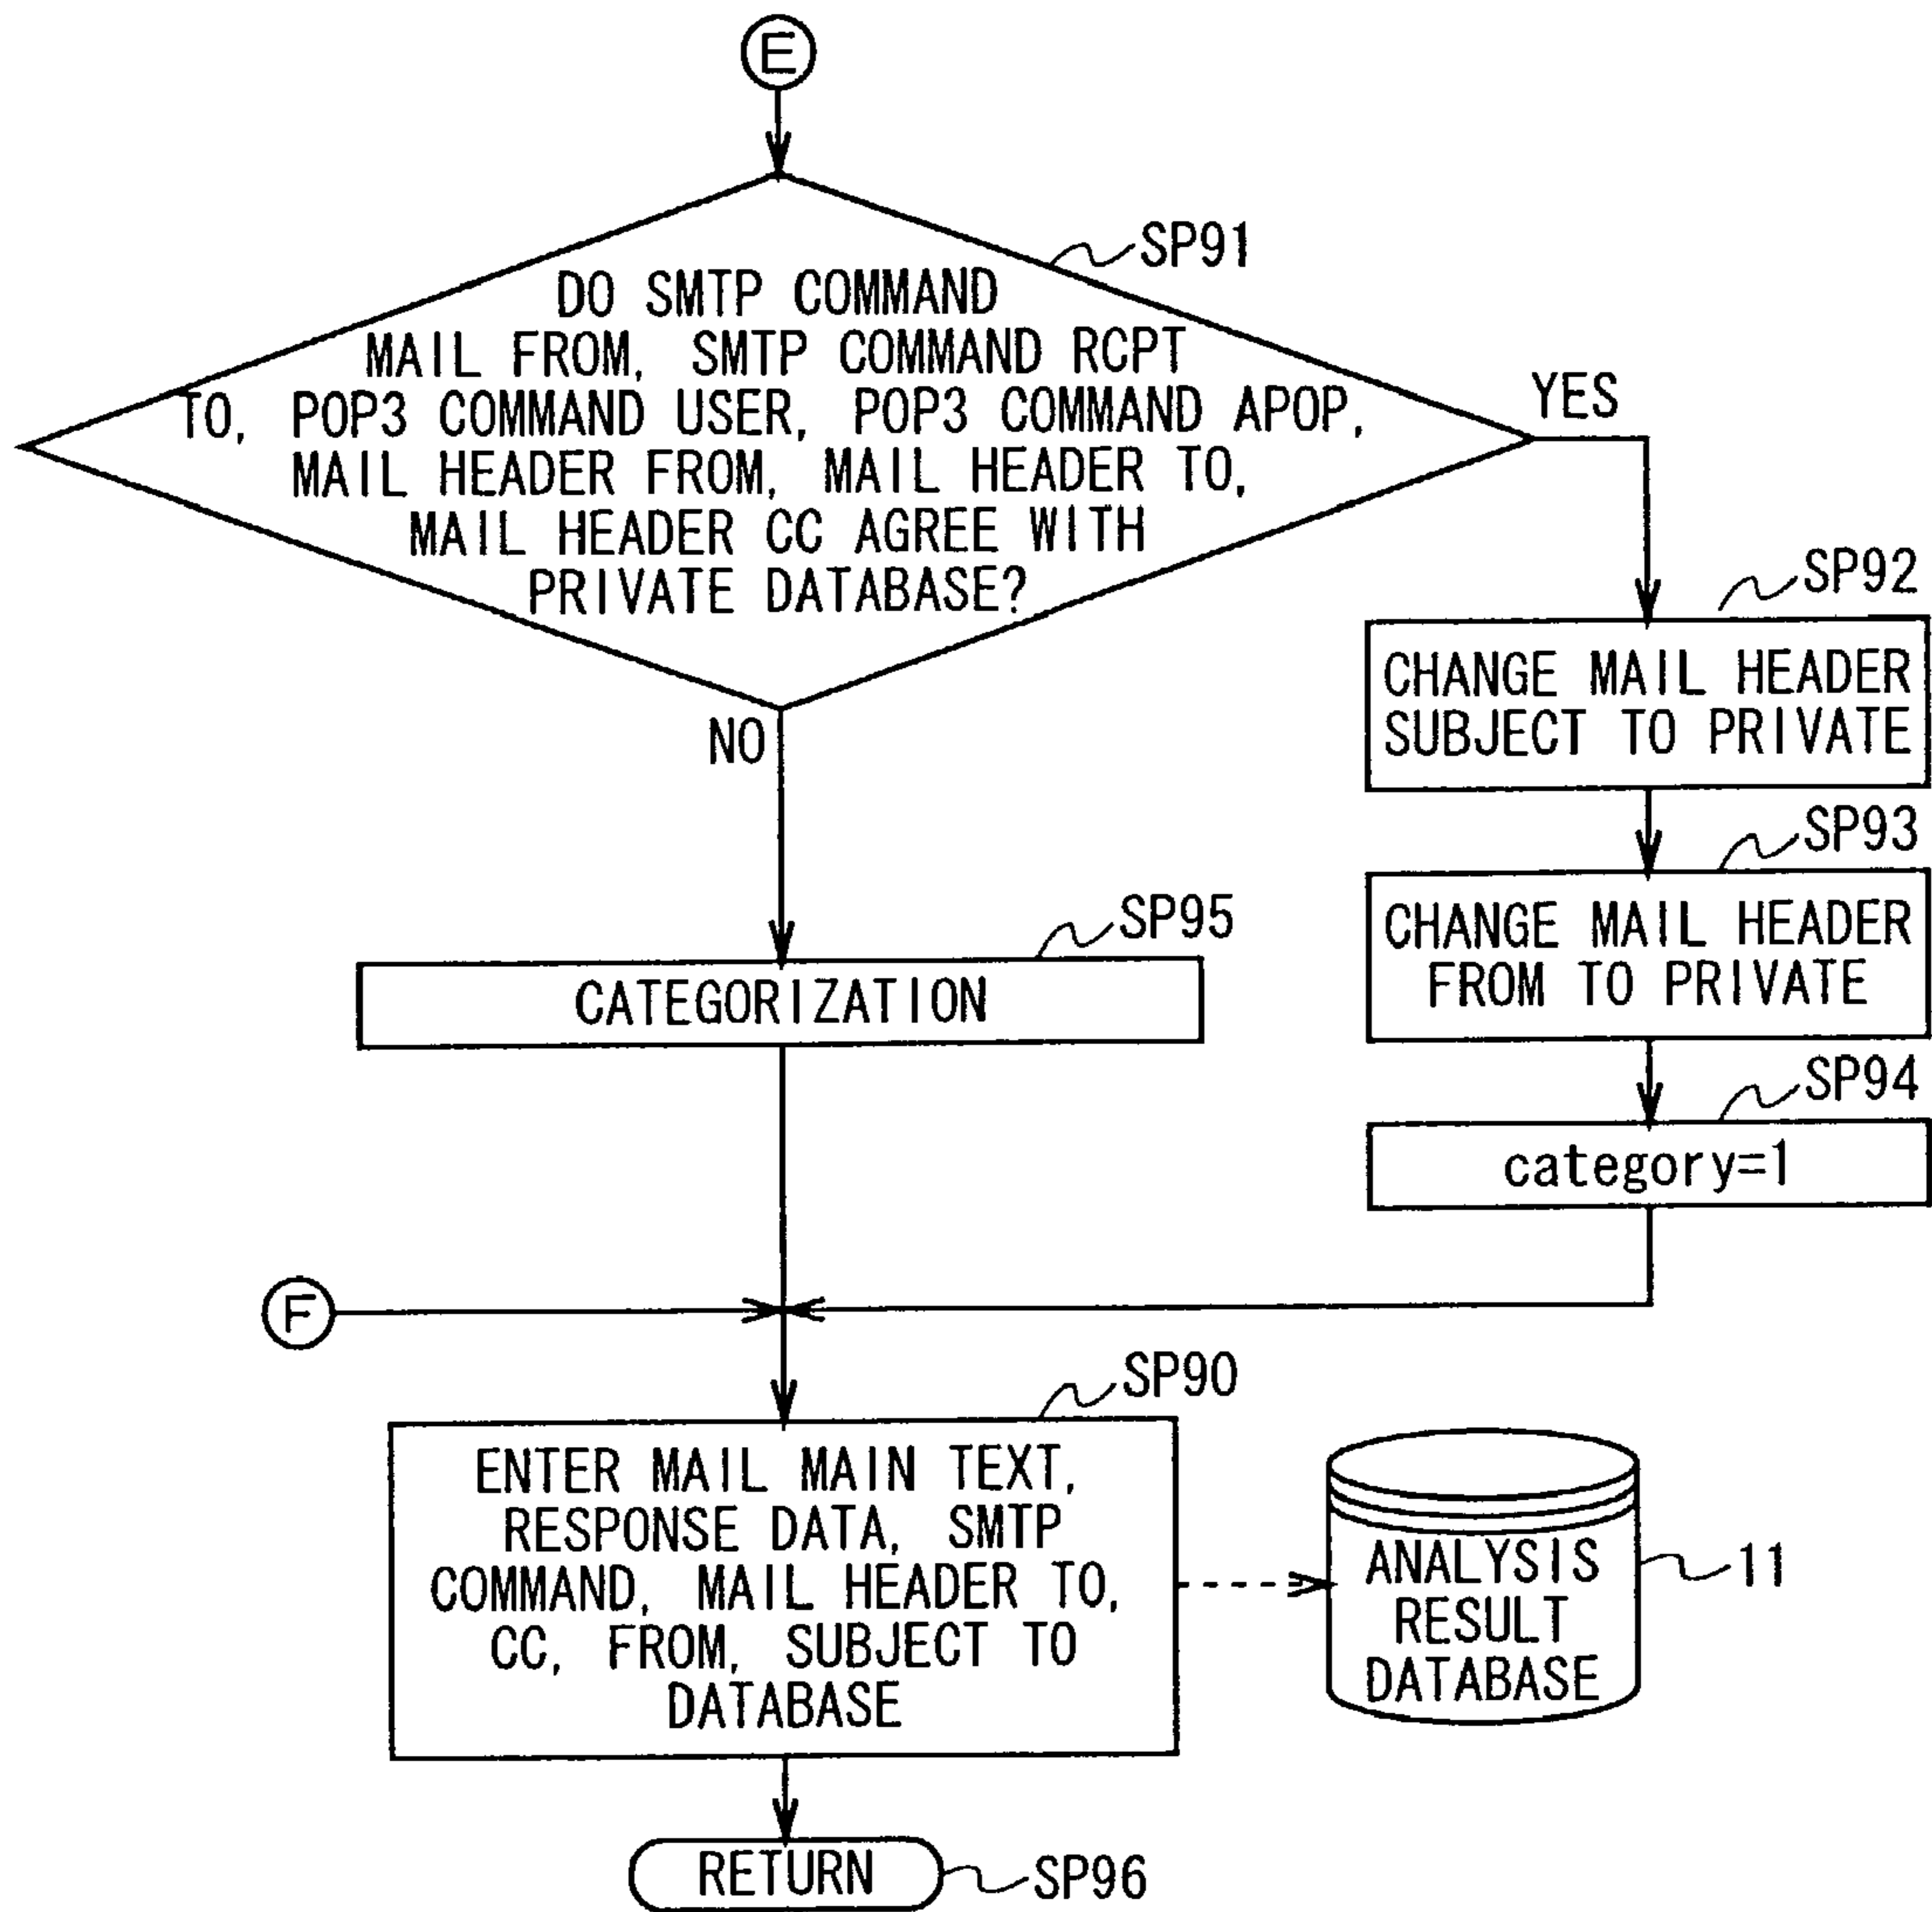 E
SP91
DO SMTP COMMAND
MAIL FROM, SMTP COMMAND RCPT
TO, POP3 COMMAND USER, POP3 COMMAND APOP,
MAIL HEADER FROM, MAIL HEADER TO,
MAIL HEADER CC AGREE WITH
PRIVATE DATABASE?
YES
NO
SP92
CHANGE MAIL HEADER
SUBJECT TO PRIVATE
SP93
CHANGE MAIL HEADER
FROM TO PRIVATE
SP94
category=1
SP95
CATEGORIZATION
F
SP90
ENTER MAIL MAIN TEXT,
RESPONSE DATA, SMTP
COMMAND, MAIL HEADER TO,
CC, FROM, SUBJECT TO
DATABASE
ANALYSIS
RESULT
DATABASE
11
RETURN
SP96